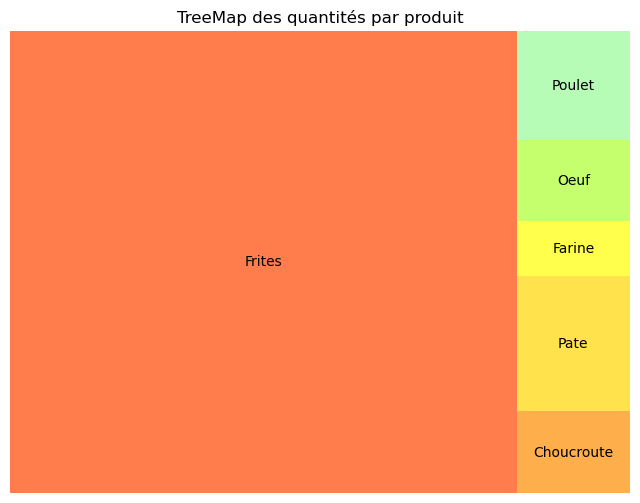 TreeMap des quantités par produit
Poulet
Oeuf
Farine
Frites
Pate
Choucroute